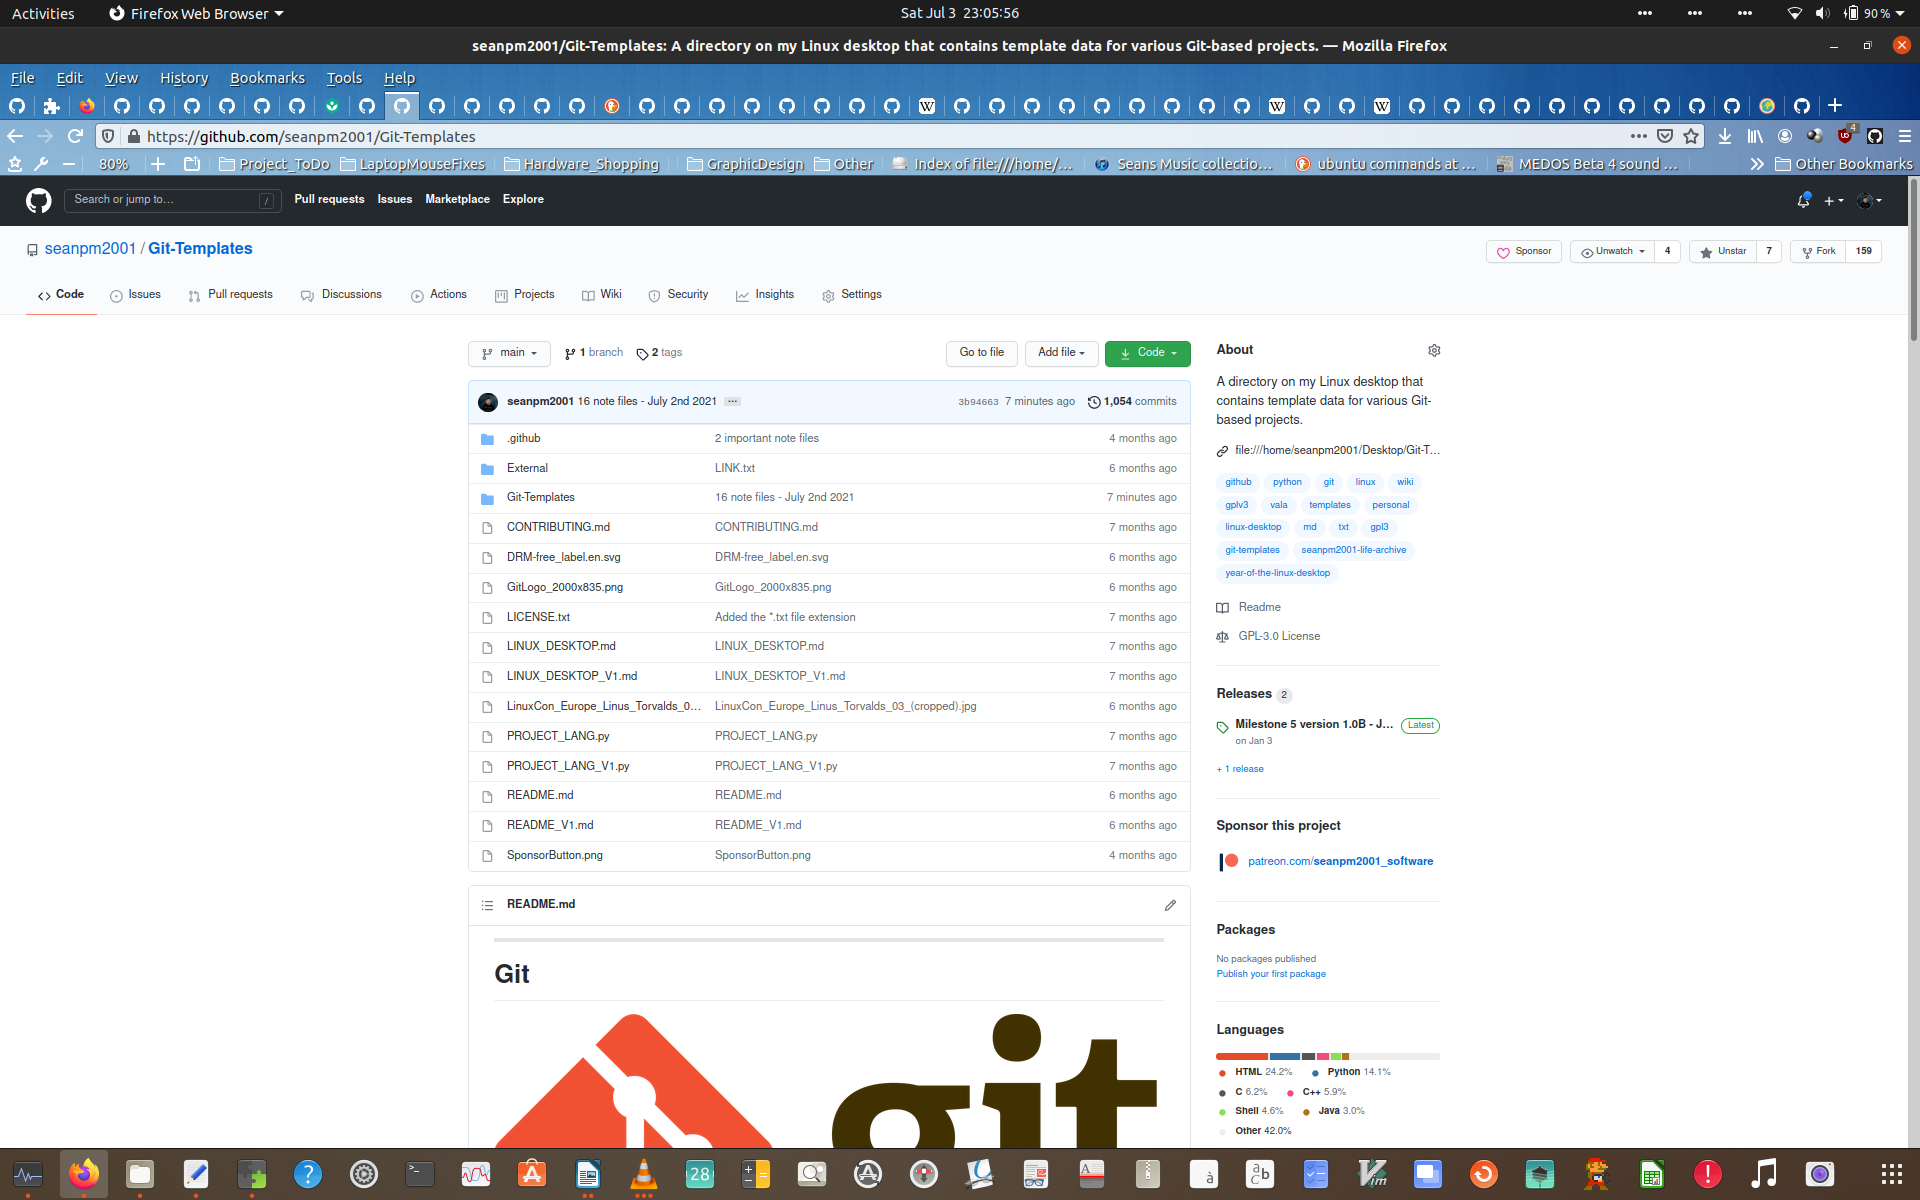 Activities Firefox Web Browser Sat Jul 3 23:05:56 90 %
seanpm2001/Git-Templates: A directory on my Linux desktop that contains template data for various Git-based projects. — Mozilla Firefox
File Edit View History Bookmarks Tools Help
https://github.com/seanpm2001/Git-Templates
80% Project_ToDo LaptopMouseFixes Hardware_Shopping GraphicDesign Other Index of file:///home/... Seans Music collectio... ubuntu commands at ... MEDOS Beta 4 sound ... Other Bookmarks
Search or jump to... / Pull requests Issues Marketplace Explore
seanpm2001 / Git-Templates Sponsor Unwatch 4 Unstar 7 Fork 159
Code Issues Pull requests Discussions Actions Projects Wiki Security Insights Settings
main 1 branch 2 tags Go to file Add file Code
seanpm2001 16 note files - July 2nd 2021 ... 3b94663 7 minutes ago 1,054 commits
.github 2 important note files 4 months ago
External LINK.txt 6 months ago
Git-Templates 16 note files - July 2nd 2021 7 minutes ago
CONTRIBUTING.md CONTRIBUTING.md 7 months ago
DRM-free_label.en.svg DRM-free_label.en.svg 6 months ago
GitLogo_2000x835.png GitLogo_2000x835.png 6 months ago
LICENSE.txt Added the *.txt file extension 7 months ago
LINUX_DESKTOP.md LINUX_DESKTOP.md 7 months ago
LINUX_DESKTOP_V1.md LINUX_DESKTOP_V1.md 7 months ago
LinuxCon_Europe_Linus_Torvalds_0... LinuxCon_Europe_Linus_Torvalds_03_(cropped).jpg 6 months ago
PROJECT_LANG.py PROJECT_LANG.py 7 months ago
PROJECT_LANG_V1.py PROJECT_LANG_V1.py 7 months ago
README.md README.md 6 months ago
README_V1.md README_V1.md 6 months ago
SponsorButton.png SponsorButton.png 4 months ago
README.md
Git
git
About
A directory on my Linux desktop that
contains template data for various Git-
based projects.
file:///home/seanpm2001/Desktop/Git-T...
github python git linux wiki
gplv3 vala templates personal
linux-desktop md txt gpl3
git-templates seanpm2001-life-archive
year-of-the-linux-desktop
Readme
GPL-3.0 License
Releases 2
Milestone 5 version 1.0B - J... Latest
on Jan 3
+ 1 release
Sponsor this project
patreon.com/seanpm2001_software
Packages
No packages published
Publish your first package
Languages
HTML 24.2% Python 14.1%
C 6.2% C++ 5.9%
Shell 4.6% Java 3.0%
Other 42.0%
28